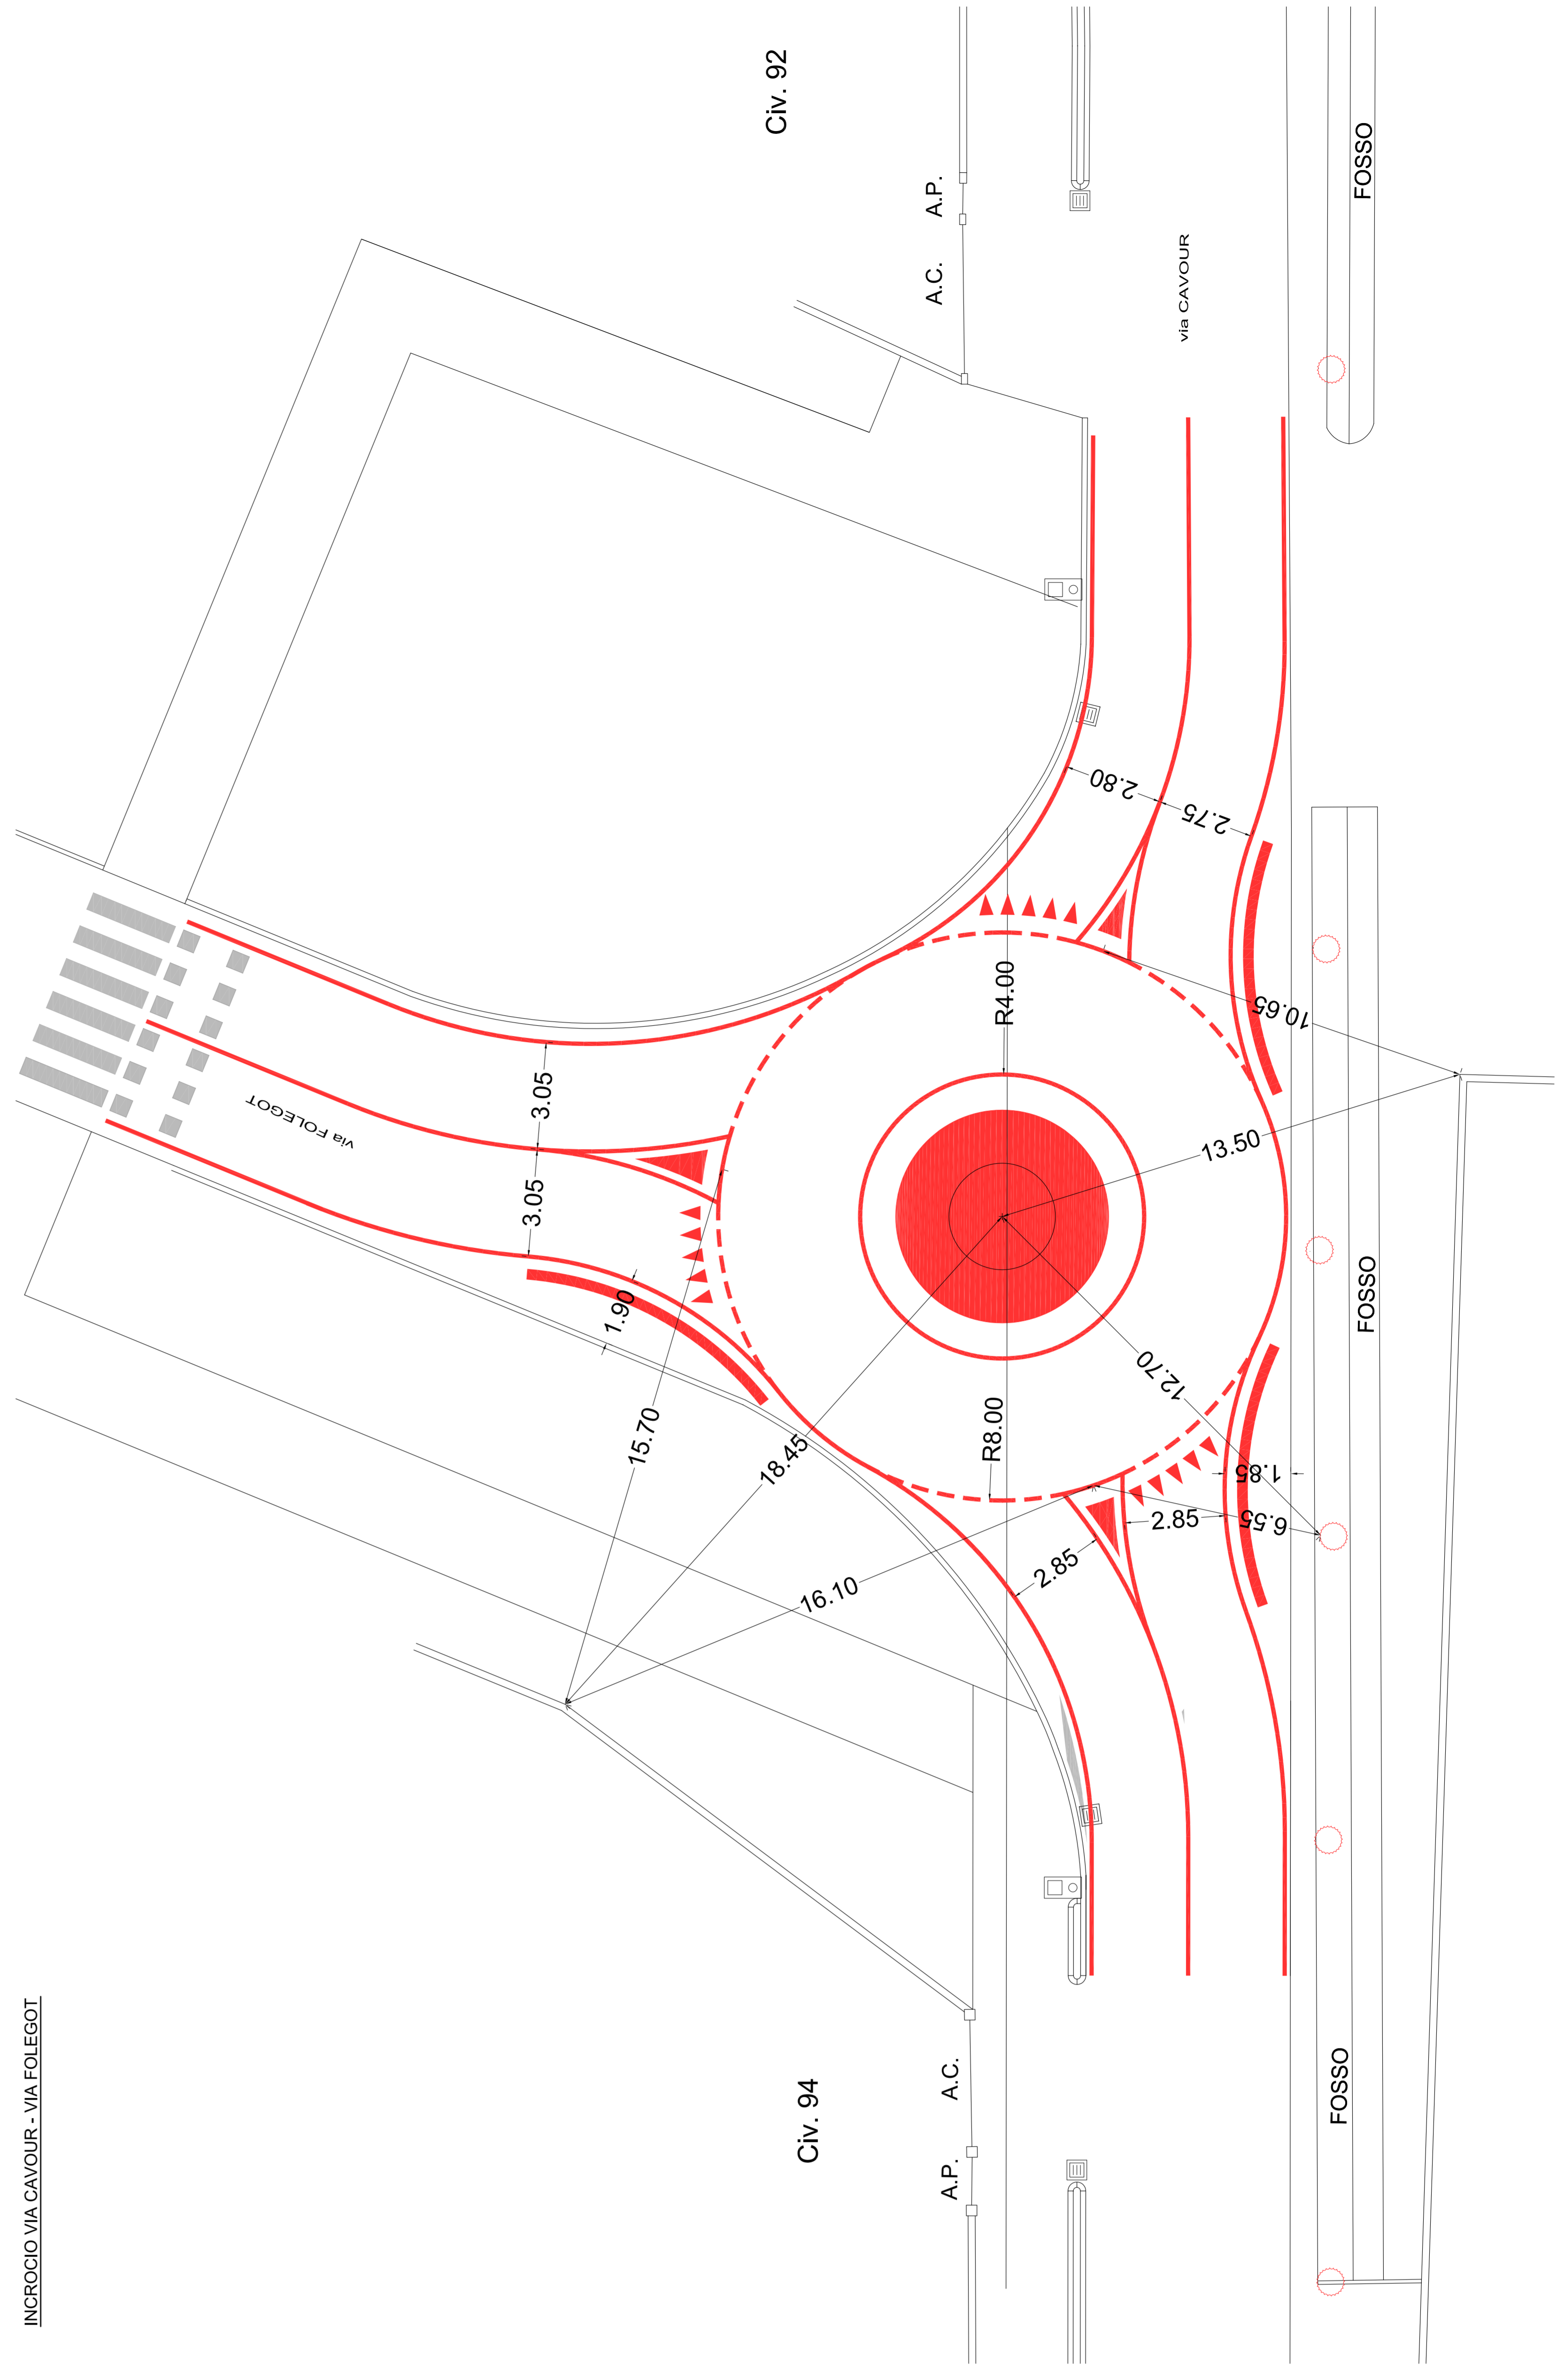 Civ. 92
FOSSO
A.P.
A.C.
via CAVOUR
2.80
2.75
R4.00
10.65
3.05
via FOLEGOT
13.50
3.05
FOSSO
1.90
12.70
15.70
R8.00
18.45
1.85
2.85
6.55
2.85
16.10
INCROCIO VIA CAVOUR - VIA FOLEGOT
A.C.
FOSSO
Civ. 94
A.P.